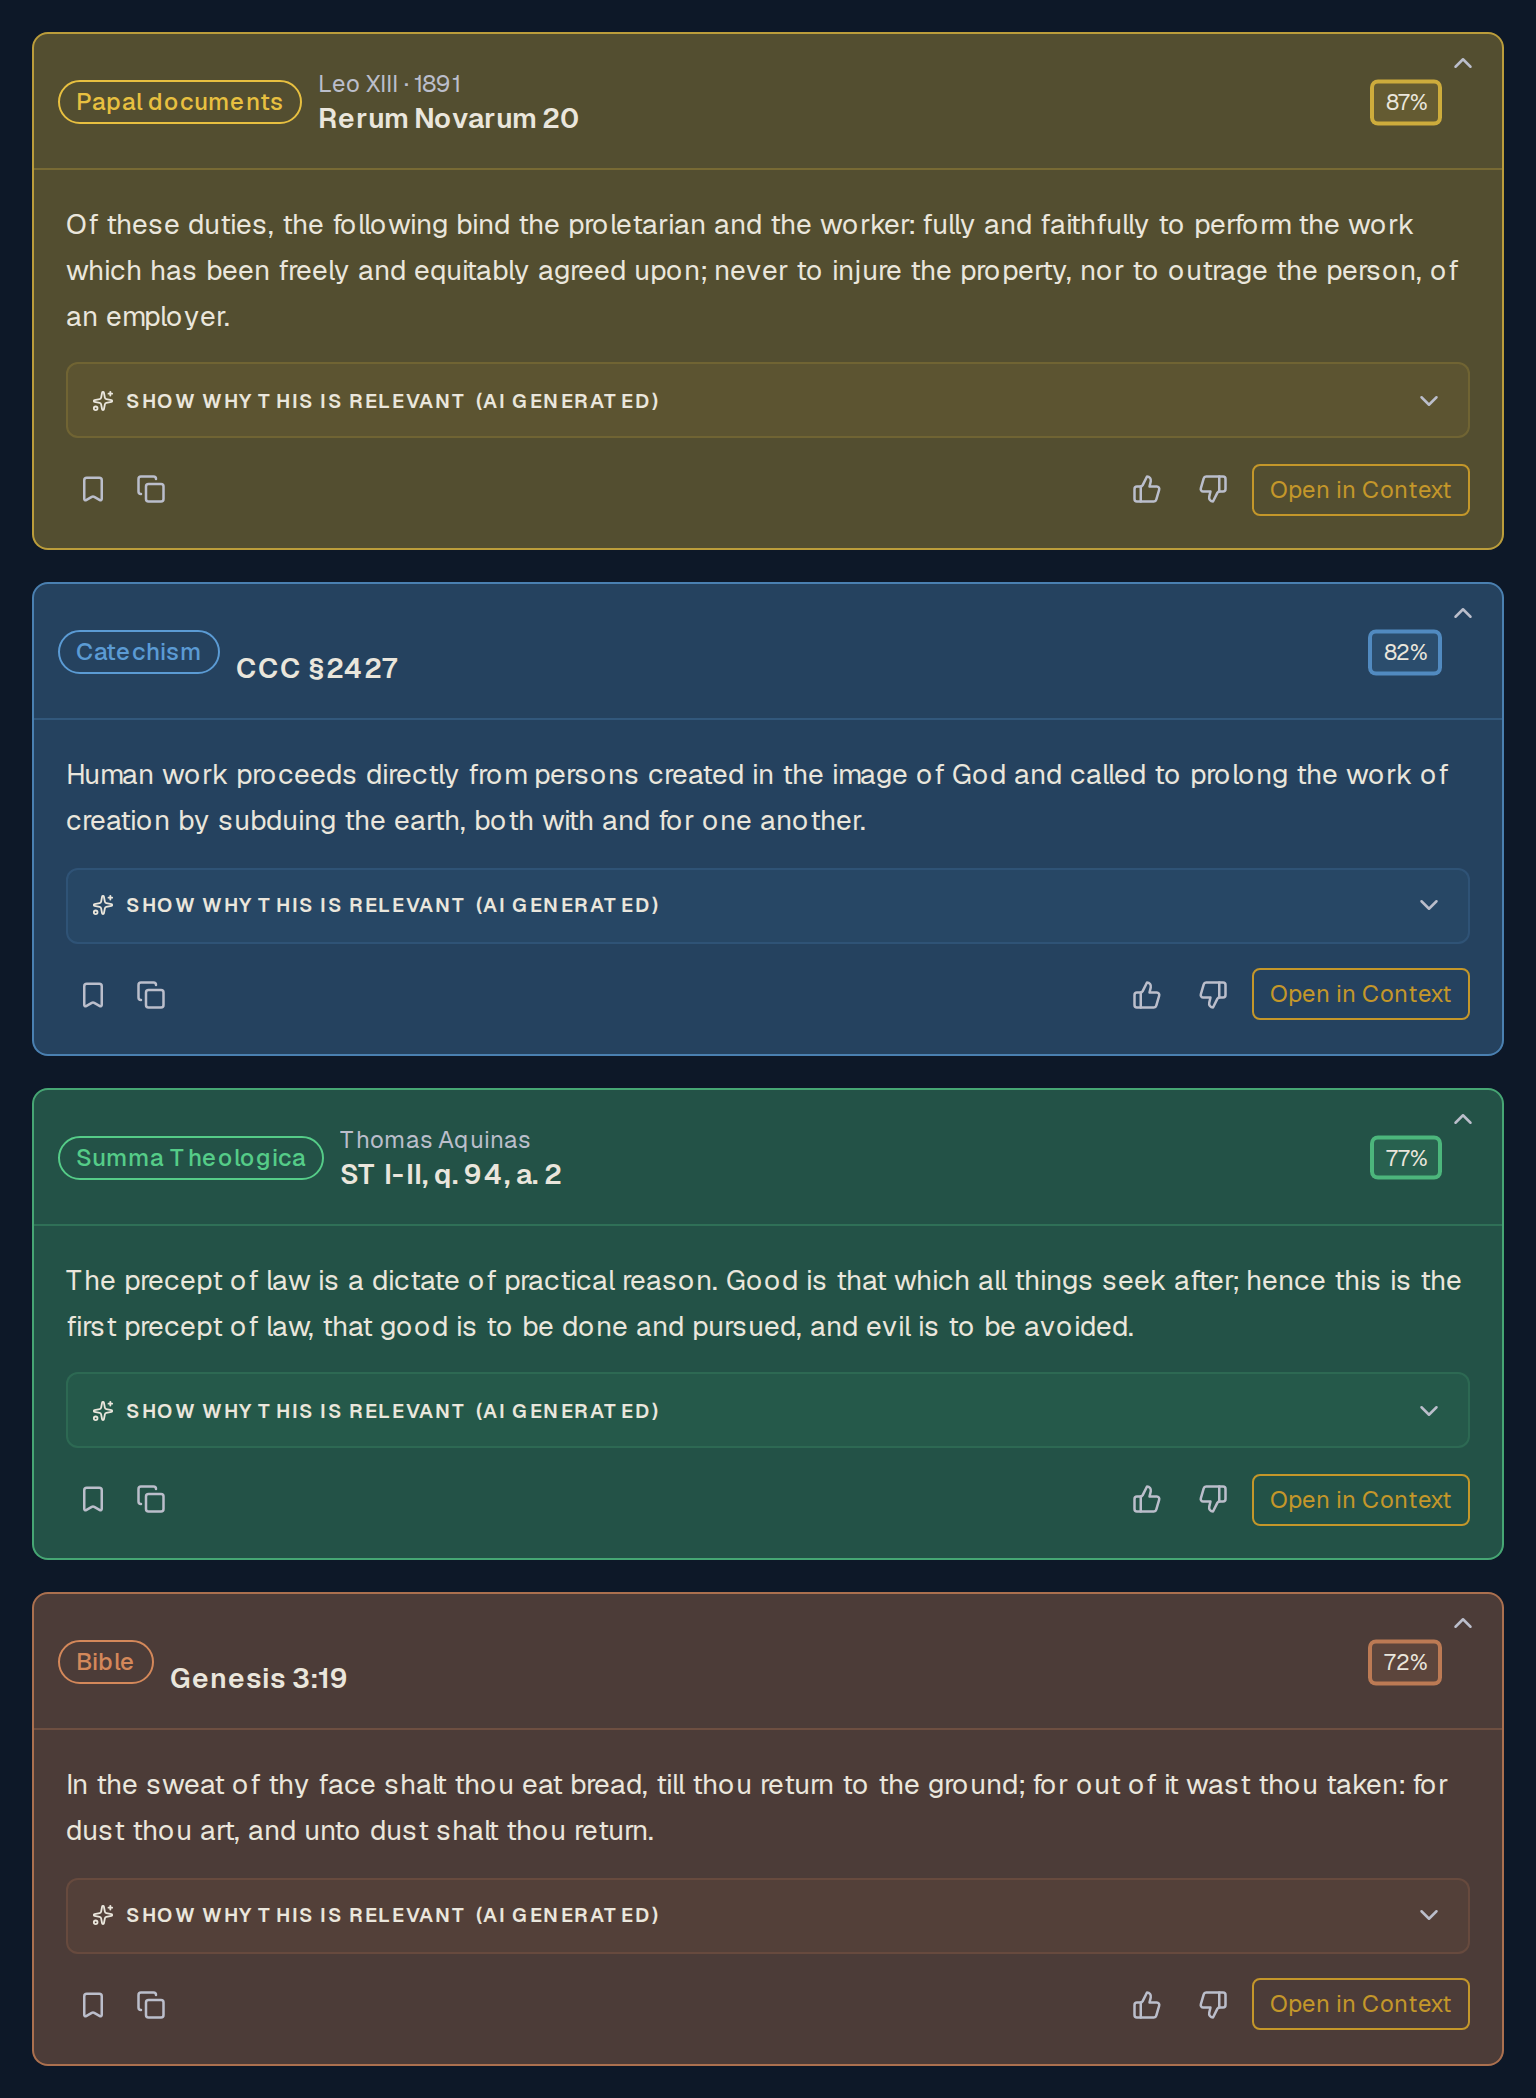 Papal documents
Leo XIII · 1891
Rerum Novarum 20
87%
Of these duties, the following bind the proletarian and the worker: fully and faithfully to perform the work
which has been freely and equitably agreed upon; never to injure the property, nor to outrage the person, of
an employer.
SHOW WHY THIS IS RELEVANT (AI GENERATED)
Open in Context
Catechism
CCC §2427
82%
Human work proceeds directly from persons created in the image of God and called to prolong the work of
creation by subduing the earth, both with and for one another.
SHOW WHY THIS IS RELEVANT (AI GENERATED)
Open in Context
Summa Theologica
Thomas Aquinas
ST I-II, q. 94, a. 2
77%
The precept of law is a dictate of practical reason. Good is that which all things seek after; hence this is the
first precept of law, that good is to be done and pursued, and evil is to be avoided.
SHOW WHY THIS IS RELEVANT (AI GENERATED)
Open in Context
Bible
Genesis 3:19
72%
In the sweat of thy face shalt thou eat bread, till thou return to the ground; for out of it wast thou taken: for
dust thou art, and unto dust shalt thou return.
SHOW WHY THIS IS RELEVANT (AI GENERATED)
Open in Context